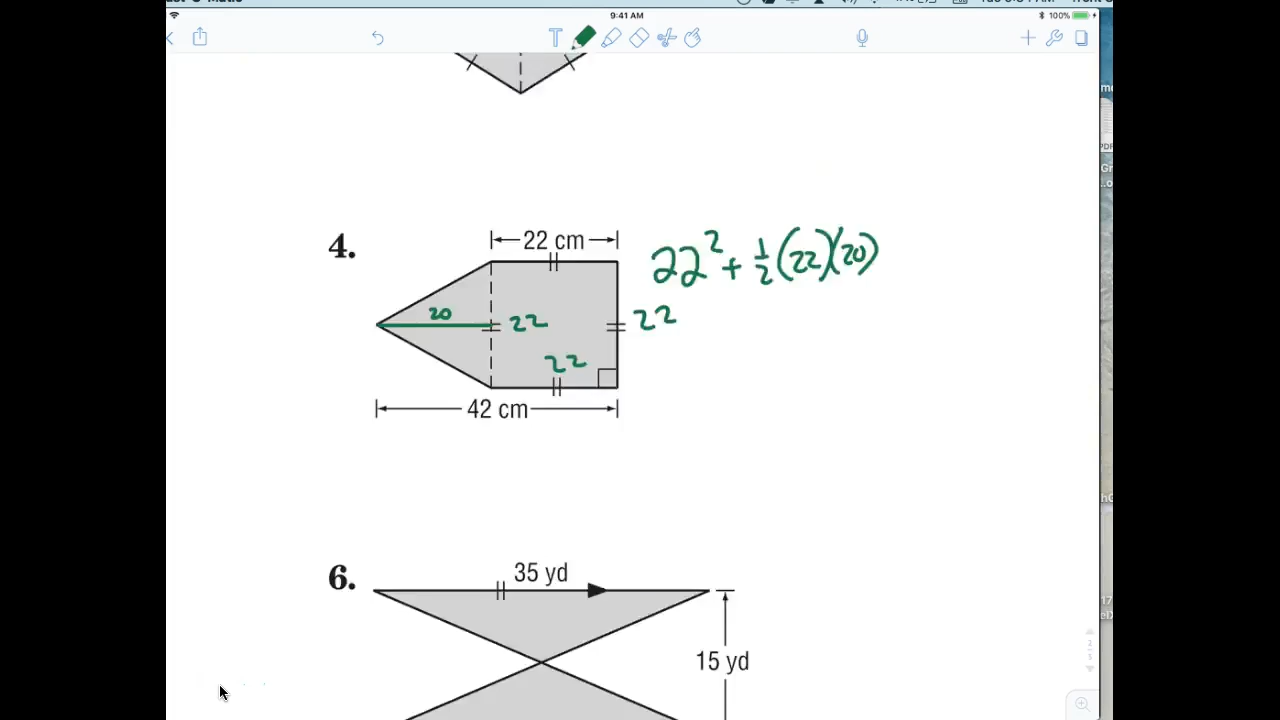 9:41 AM
100%
T
4.
22 cm
22² + ½(22)(20)
20
22
22
22
42 cm
6.
35 yd
15 yd